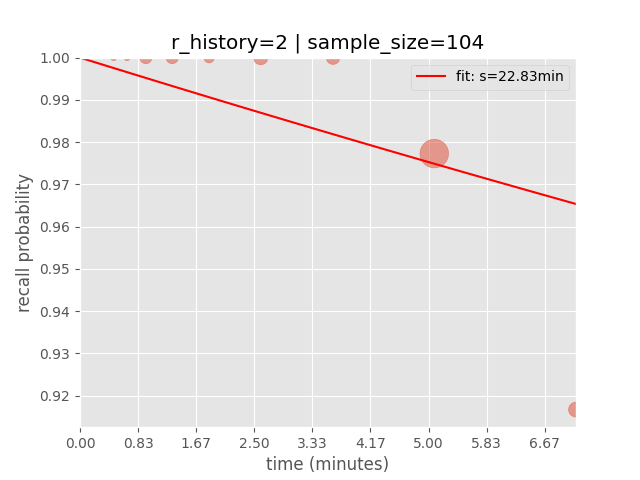 r_history=2 | sample_size=104
fit: s=22.83min
1.00
0.99
0.98
0.97
0.96
0.95
0.94
0.93
0.92
recall probability
0.00 0.83 1.67 2.50 3.33 4.17 5.00 5.83 6.67
time (minutes)